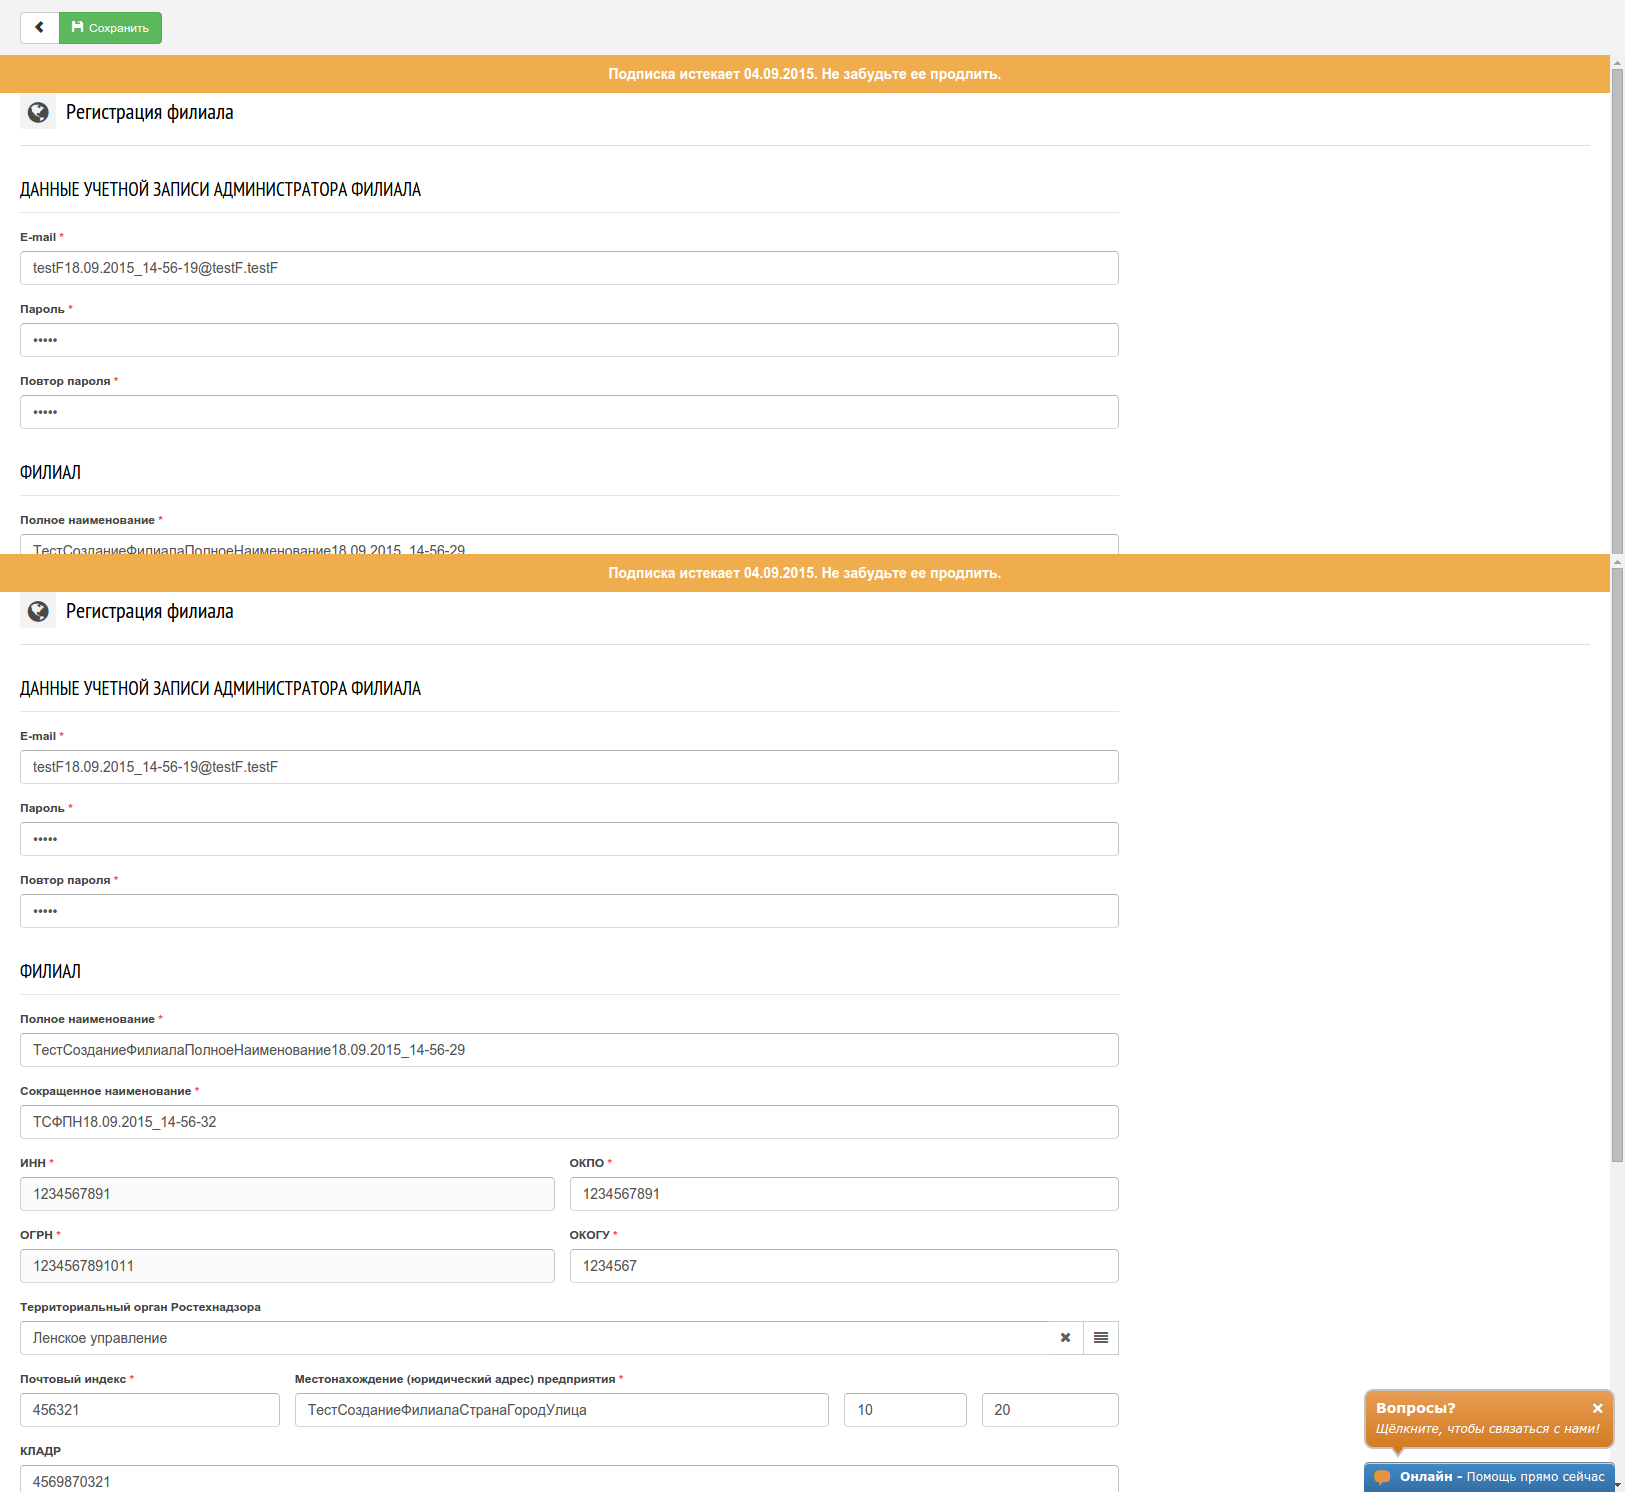 Сохранить
Подписка истекает 04.09.2015. Не забудьте ее продлить.
Регистрация филиала
ДАННЫЕ УЧЕТНОЙ ЗАПИСИ АДМИНИСТРАТОРА ФИЛИАЛА
E-mail *
testF18.09.2015_14-56-19@testF.testF
Пароль *
•••••
Повтор пароля *
•••••
ФИЛИАЛ
Полное наименование *
ТестСозданиеФилиалаПолноеНаименование18.09.2015_14-56-29
Подписка истекает 04.09.2015. Не забудьте ее продлить.
Регистрация филиала
ДАННЫЕ УЧЕТНОЙ ЗАПИСИ АДМИНИСТРАТОРА ФИЛИАЛА
E-mail *
testF18.09.2015_14-56-19@testF.testF
Пароль *
•••••
Повтор пароля *
•••••
ФИЛИАЛ
Полное наименование *
ТестСозданиеФилиалаПолноеНаименование18.09.2015_14-56-29
Сокращенное наименование *
ТСФПН18.09.2015_14-56-32
ИНН * ОКПО *
1234567891 1234567891
ОГРН * ОКОГУ *
1234567891011 1234567
Территориальный орган Ростехнадзора
Ленское управление
Почтовый индекс * Местонахождение (юридический адрес) предприятия *
456321 ТестСозданиеФилиалаСтранаГородУлица 10 20
КЛАДР
4569870321
Вопросы?
Щёлкните, чтобы связаться с нами!
Онлайн - Помощь прямо сейчас